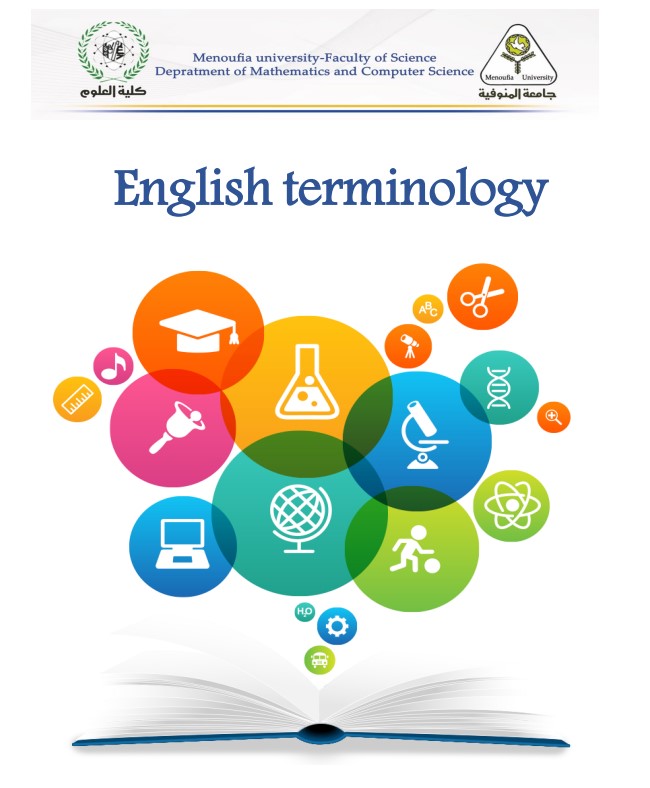 Menoufia university-Faculty of Science
Depratment of Mathematics and Computer Science
Menoufia University
كلية العلوم
جامعة المنوفية
English terminology
ABC
H₂O